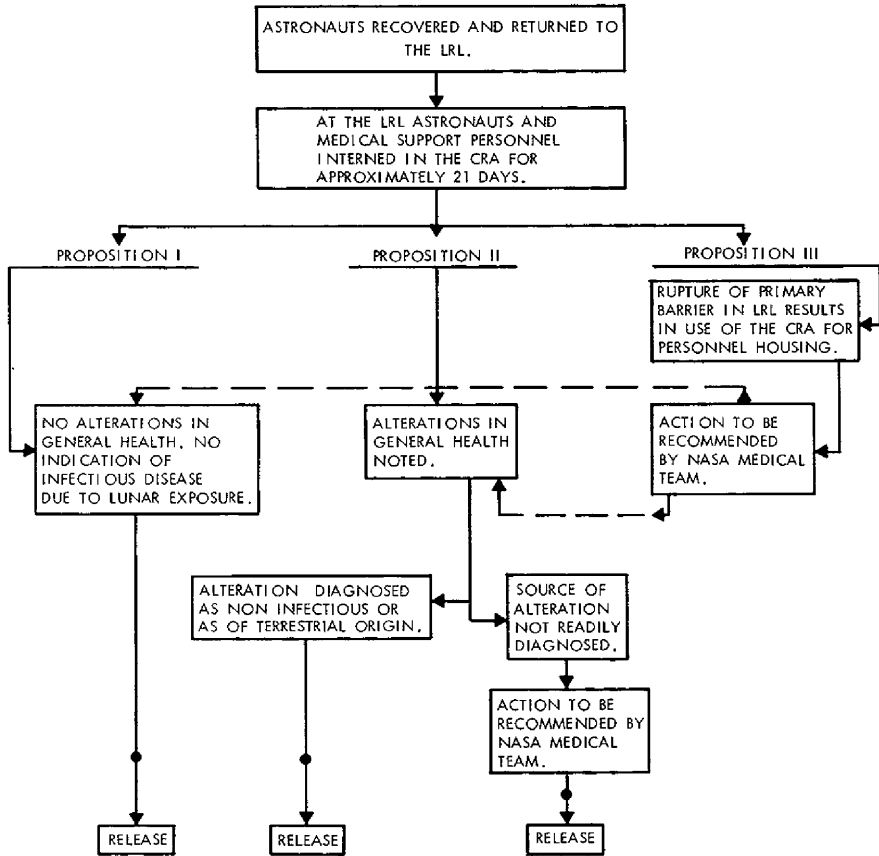 ASTRONAUTS RECOVERED AND RETURNED TO
THE LRL.
AT THE LRL ASTRONAUTS AND
MEDICAL SUPPORT PERSONNEL
INTERNED IN THE CRA FOR
APPROXIMATELY 21 DAYS.
PROPOSITION I
PROPOSITION II
PROPOSITION III
RUPTURE OF PRIMARY
BARRIER IN LRL RESULTS
IN USE OF THE CRA FOR
PERSONNEL HOUSING.
NO ALTERATIONS IN
GENERAL HEALTH. NO
INDICATION OF
INFECTIOUS DISEASE
DUE TO LUNAR EXPOSURE.
ALTERATIONS IN
GENERAL HEALTH
NOTED.
ACTION TO BE
RECOMMENDED
BY NASA MEDICAL
TEAM.
ALTERATION DIAGNOSED
AS NON INFECTIOUS OR
AS OF TERRESTRIAL ORIGIN.
SOURCE OF
ALTERATION
NOT READILY
DIAGNOSED.
ACTION TO BE
RECOMMENDED BY
NASA MEDICAL
TEAM.
RELEASE
RELEASE
RELEASE